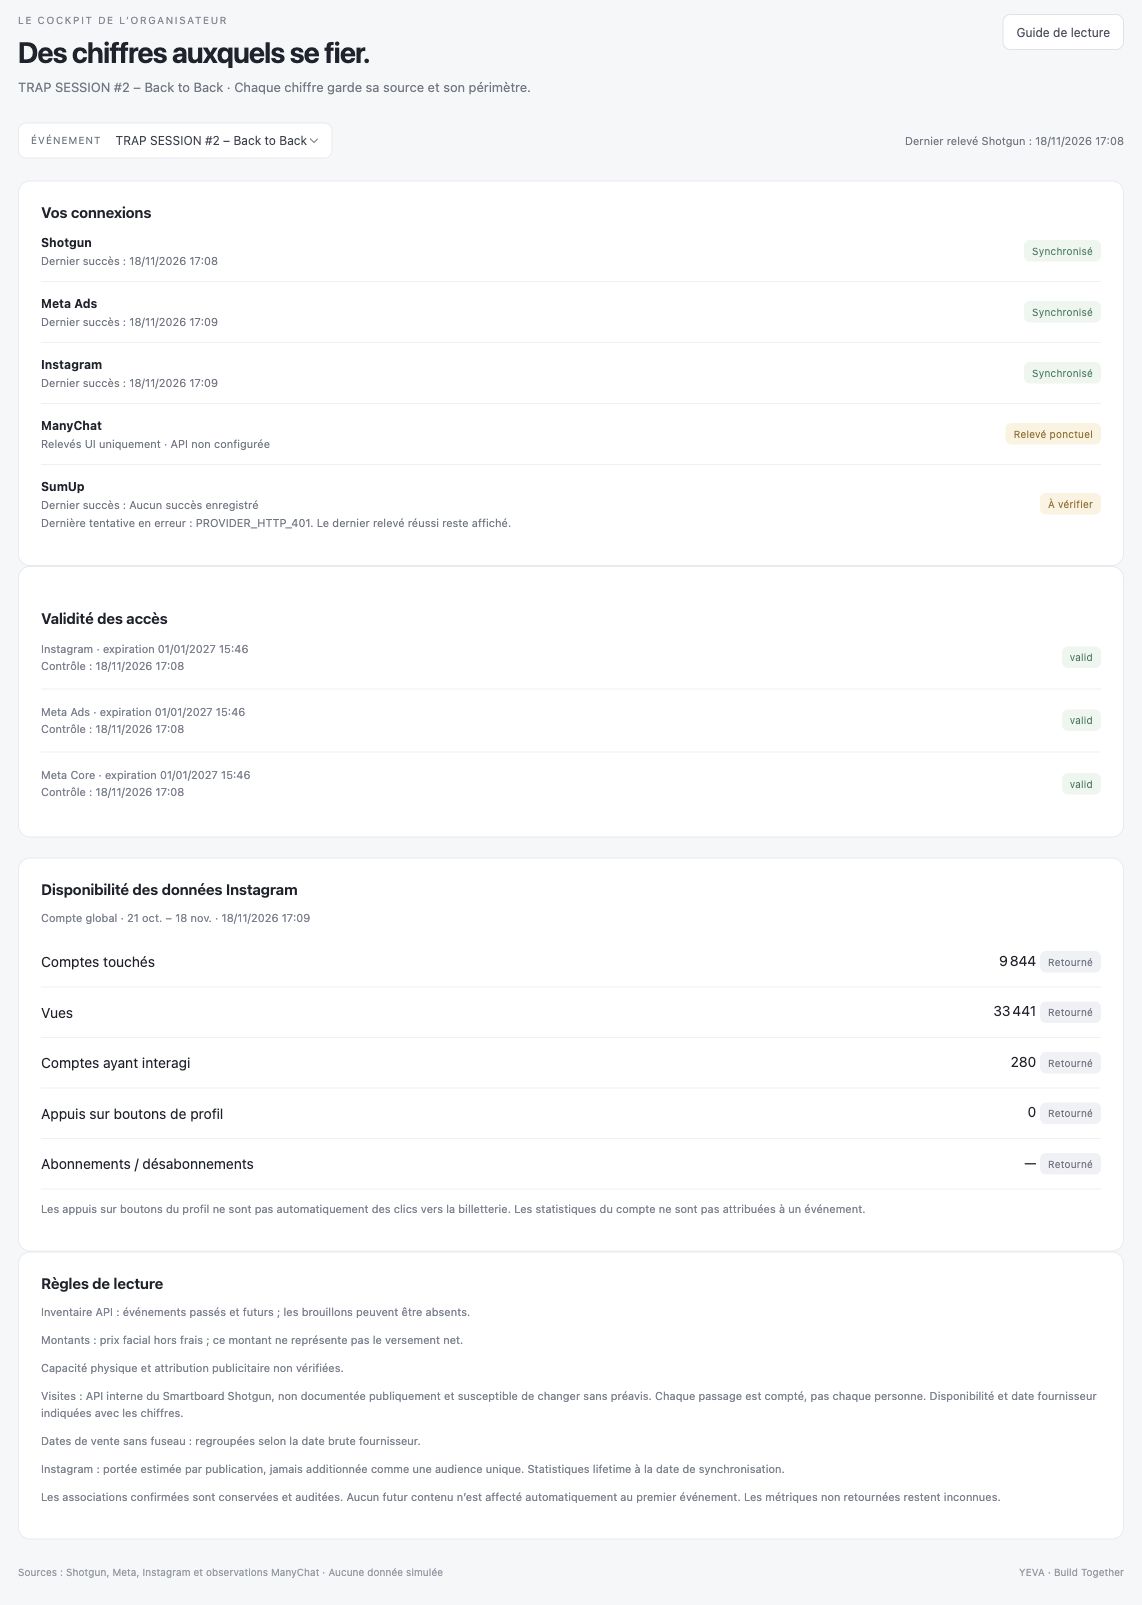 LE COCKPIT DE L'ORGANISATEUR
Des chiffres auxquels se fier.
TRAP SESSION #2 – Back to Back · Chaque chiffre garde sa source et son périmètre.
Guide de lecture
ÉVÉNEMENT TRAP SESSION #2 – Back to Back
Dernier relevé Shotgun : 18/11/2026 17:08
Vos connexions
Shotgun
Dernier succès : 18/11/2026 17:08
Synchronisé
Meta Ads
Dernier succès : 18/11/2026 17:09
Synchronisé
Instagram
Dernier succès : 18/11/2026 17:09
Synchronisé
ManyChat
Relevés UI uniquement · API non configurée
Relevé ponctuel
SumUp
Dernier succès : Aucun succès enregistré
Dernière tentative en erreur : PROVIDER_HTTP_401. Le dernier relevé réussi reste affiché.
À vérifier
Validité des accès
Instagram · expiration 01/01/2027 15:46
Contrôle : 18/11/2026 17:08
valid
Meta Ads · expiration 01/01/2027 15:46
Contrôle : 18/11/2026 17:08
valid
Meta Core · expiration 01/01/2027 15:46
Contrôle : 18/11/2026 17:08
valid
Disponibilité des données Instagram
Compte global · 21 oct. – 18 nov. · 18/11/2026 17:09
Comptes touchés 9 844 Retourné
Vues 33 441 Retourné
Comptes ayant interagi 280 Retourné
Appuis sur boutons de profil 0 Retourné
Abonnements / désabonnements — Retourné
Les appuis sur boutons du profil ne sont pas automatiquement des clics vers la billetterie. Les statistiques du compte ne sont pas attribuées à un événement.
Règles de lecture
Inventaire API : événements passés et futurs ; les brouillons peuvent être absents.
Montants : prix facial hors frais ; ce montant ne représente pas le versement net.
Capacité physique et attribution publicitaire non vérifiées.
Visites : API interne du Smartboard Shotgun, non documentée publiquement et susceptible de changer sans préavis. Chaque passage est compté, pas chaque personne. Disponibilité et date fournisseur
indiquées avec les chiffres.
Dates de vente sans fuseau : regroupées selon la date brute fournisseur.
Instagram : portée estimée par publication, jamais additionnée comme une audience unique. Statistiques lifetime à la date de synchronisation.
Les associations confirmées sont conservées et auditées. Aucun futur contenu n'est affecté automatiquement au premier événement. Les métriques non retournées restent inconnues.
Sources : Shotgun, Meta, Instagram et observations ManyChat · Aucune donnée simulée
YEVA · Build Together